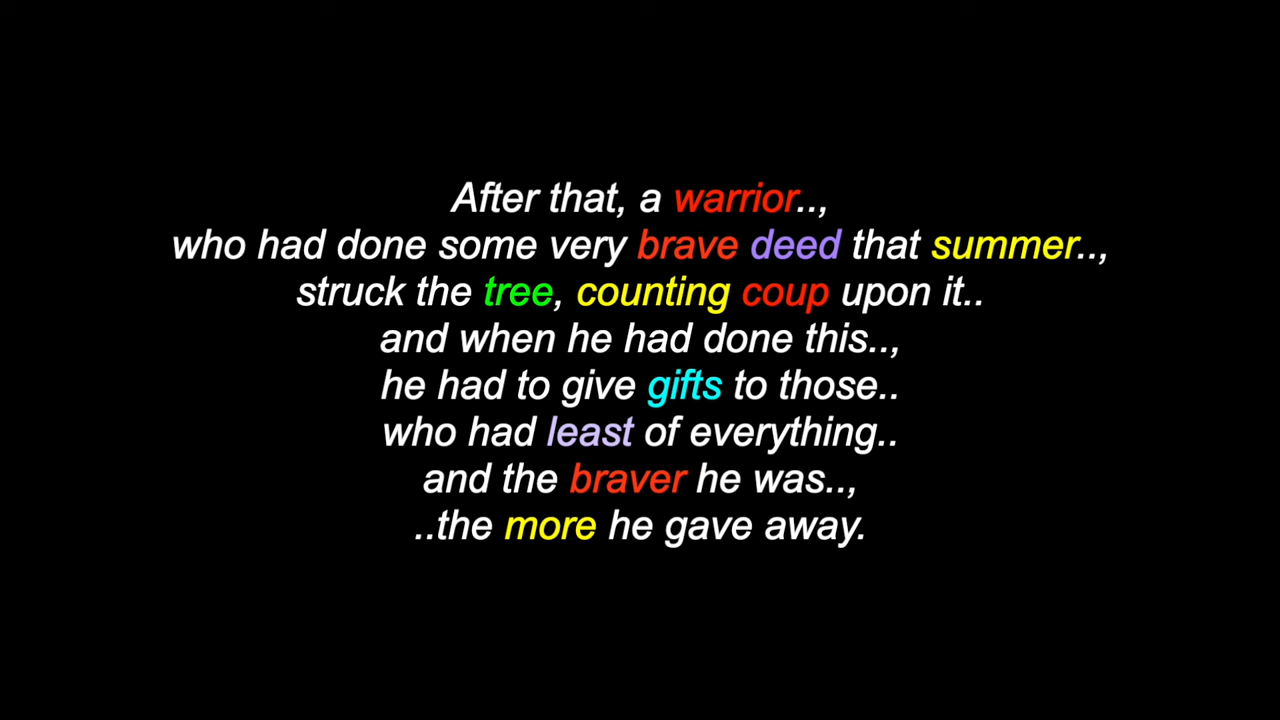 After that, a warrior..,
who had done some very brave deed that summer..,
struck the tree, counting coup upon it..
and when he had done this..,
he had to give gifts to those..
who had least of everything..
and the braver he was..,
..the more he gave away.